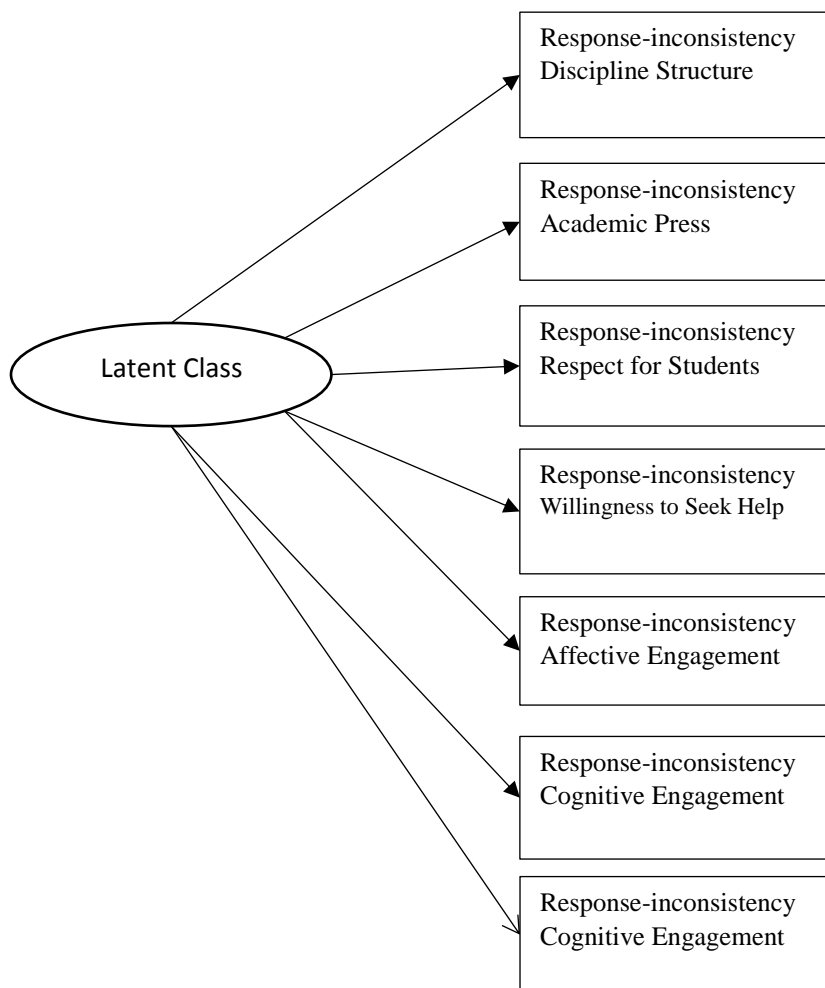 Response-inconsistency
Discipline Structure
Response-inconsistency
Academic Press
Response-inconsistency
Respect for Students
Latent Class
Response-inconsistency
Willingness to Seek Help
Response-inconsistency
Affective Engagement
Response-inconsistency
Cognitive Engagement
Response-inconsistency
Cognitive Engagement